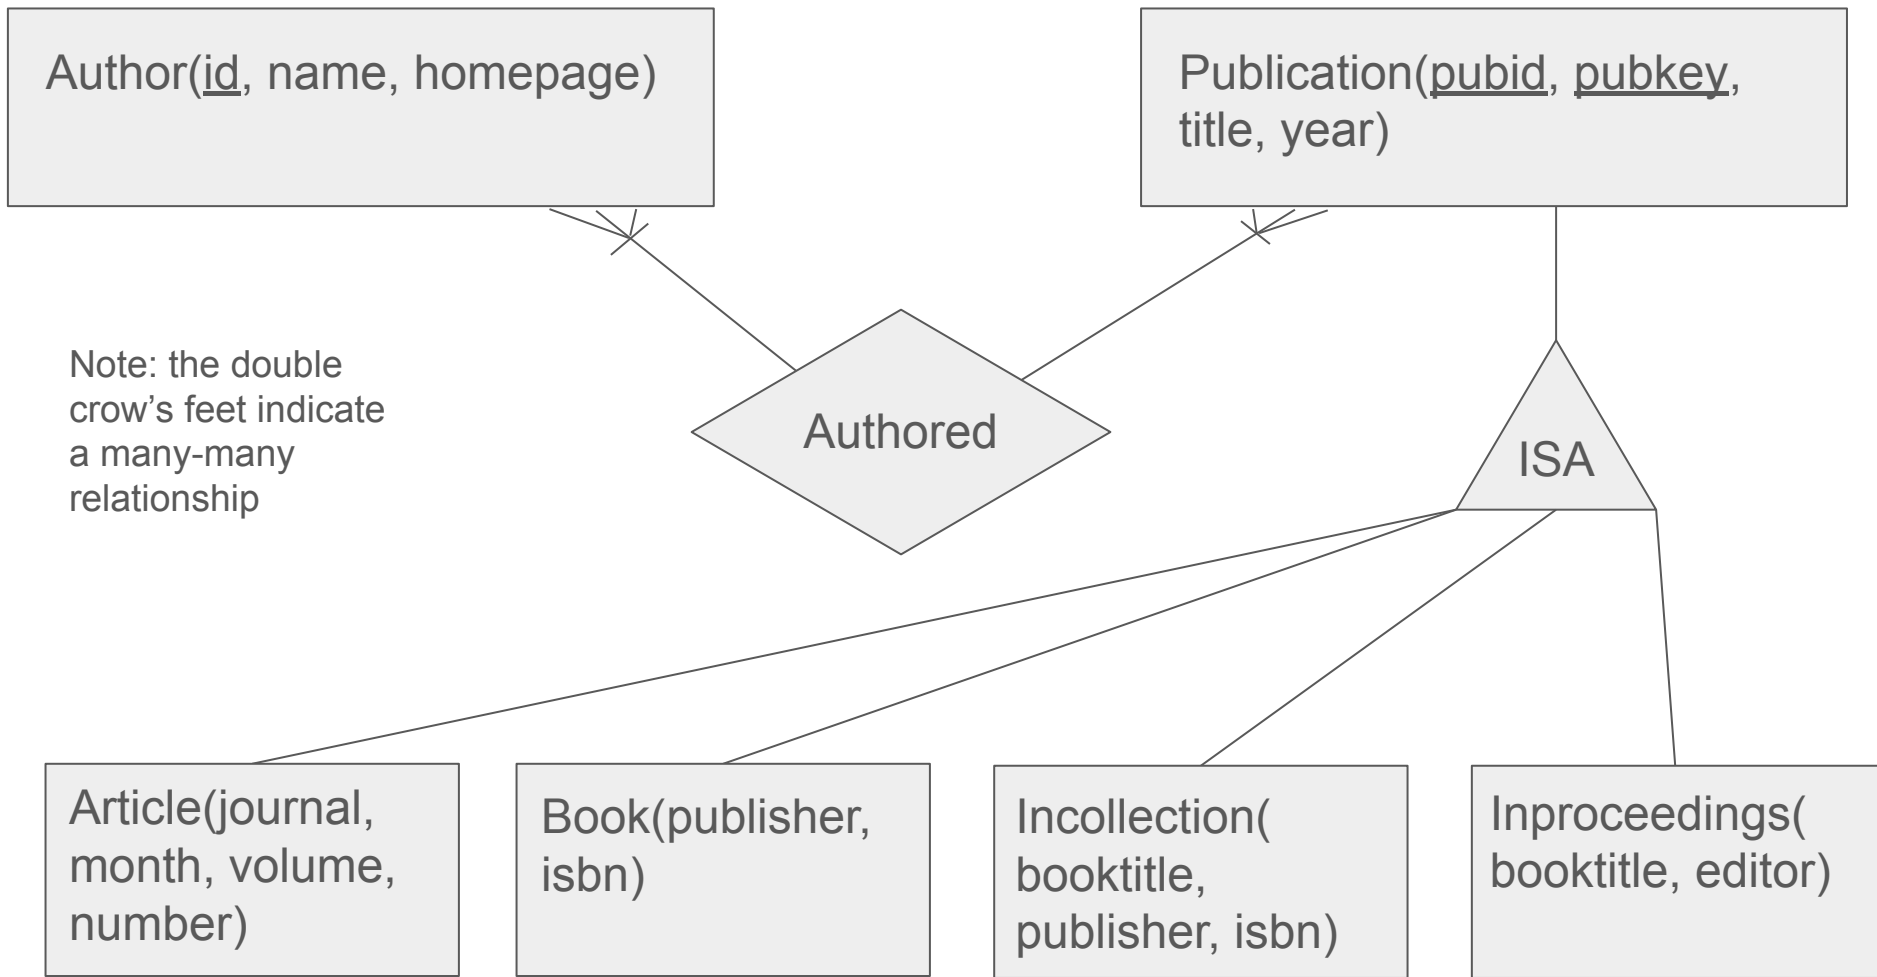 Author(id, name, homepage)
Publication(pubid, pubkey,
title, year)
Note: the double
crow’s feet indicate
a many-many
relationship
Authored
ISA
Article(journal,
month, volume,
number)
Book(publisher,
isbn)
Incollection(
booktitle,
publisher, isbn)
Inproceedings(
booktitle, editor)